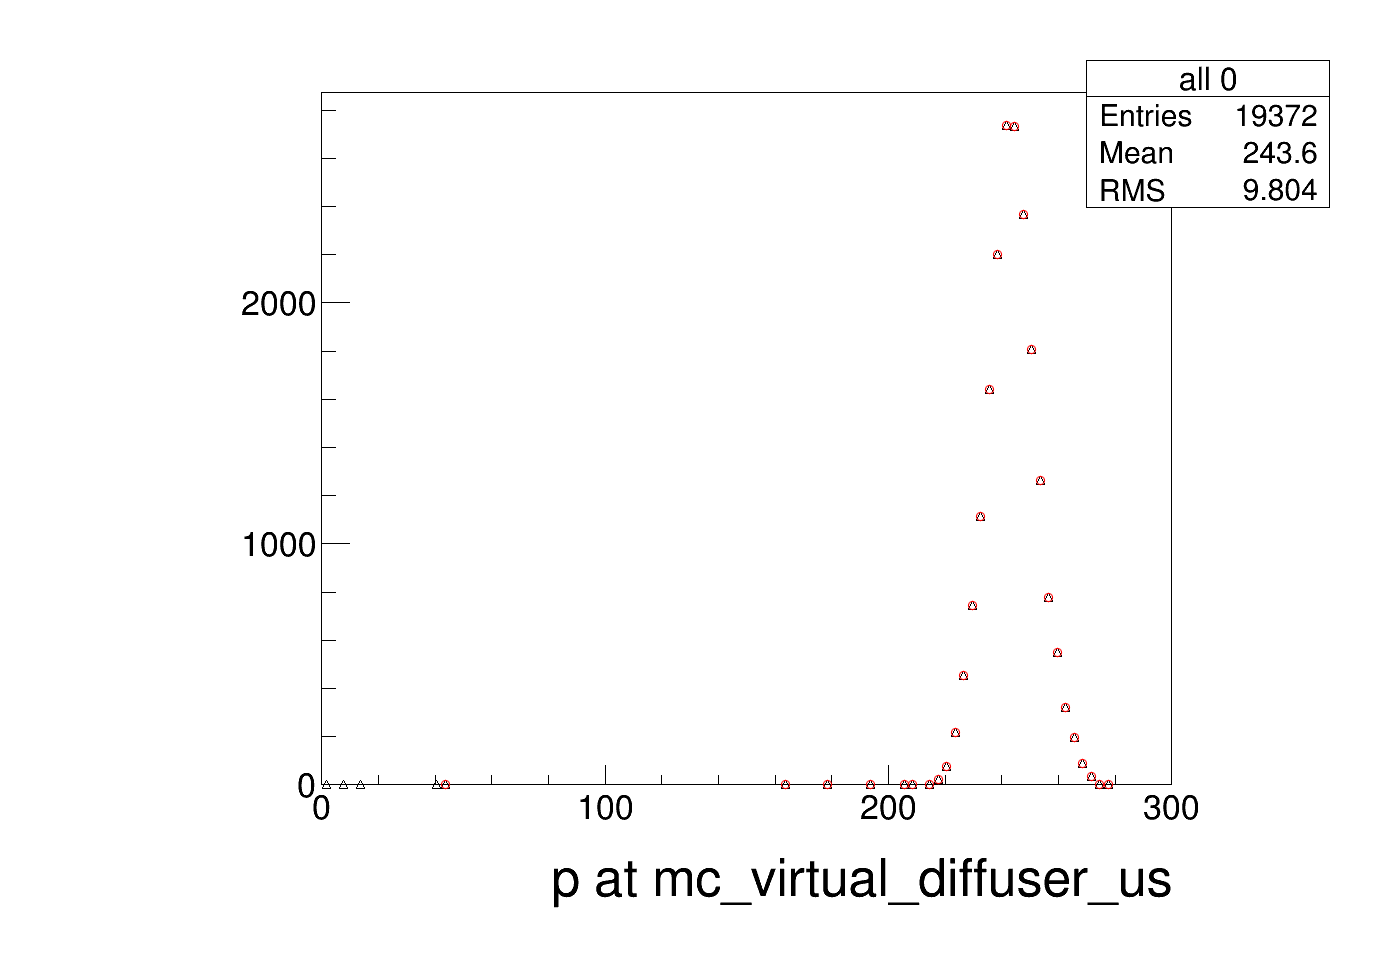 all 0
Entries 19372
Mean 243.6
RMS 9.804
2000
1000
0
0 100 200 300
p at mc_virtual_diffuser_us